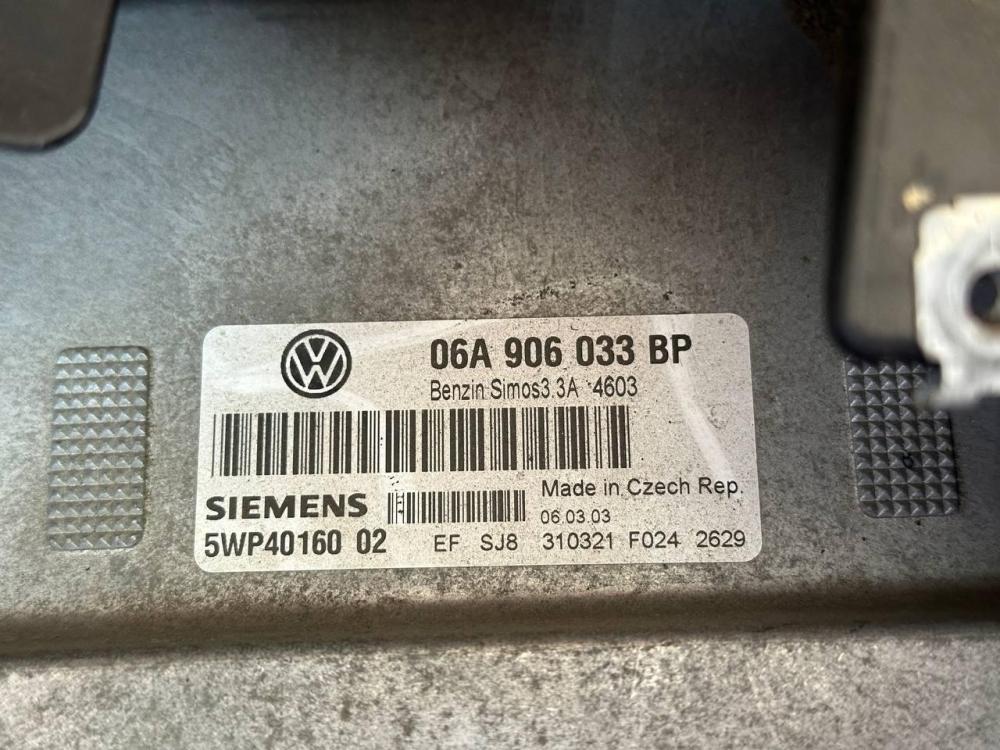 06A 906 033 BP
Benzin Simos3.3A 4603
SIEMENS
Made in Czech Rep.
06.03.03
5WP40160 02 EF SJ8 310321 F024 2629